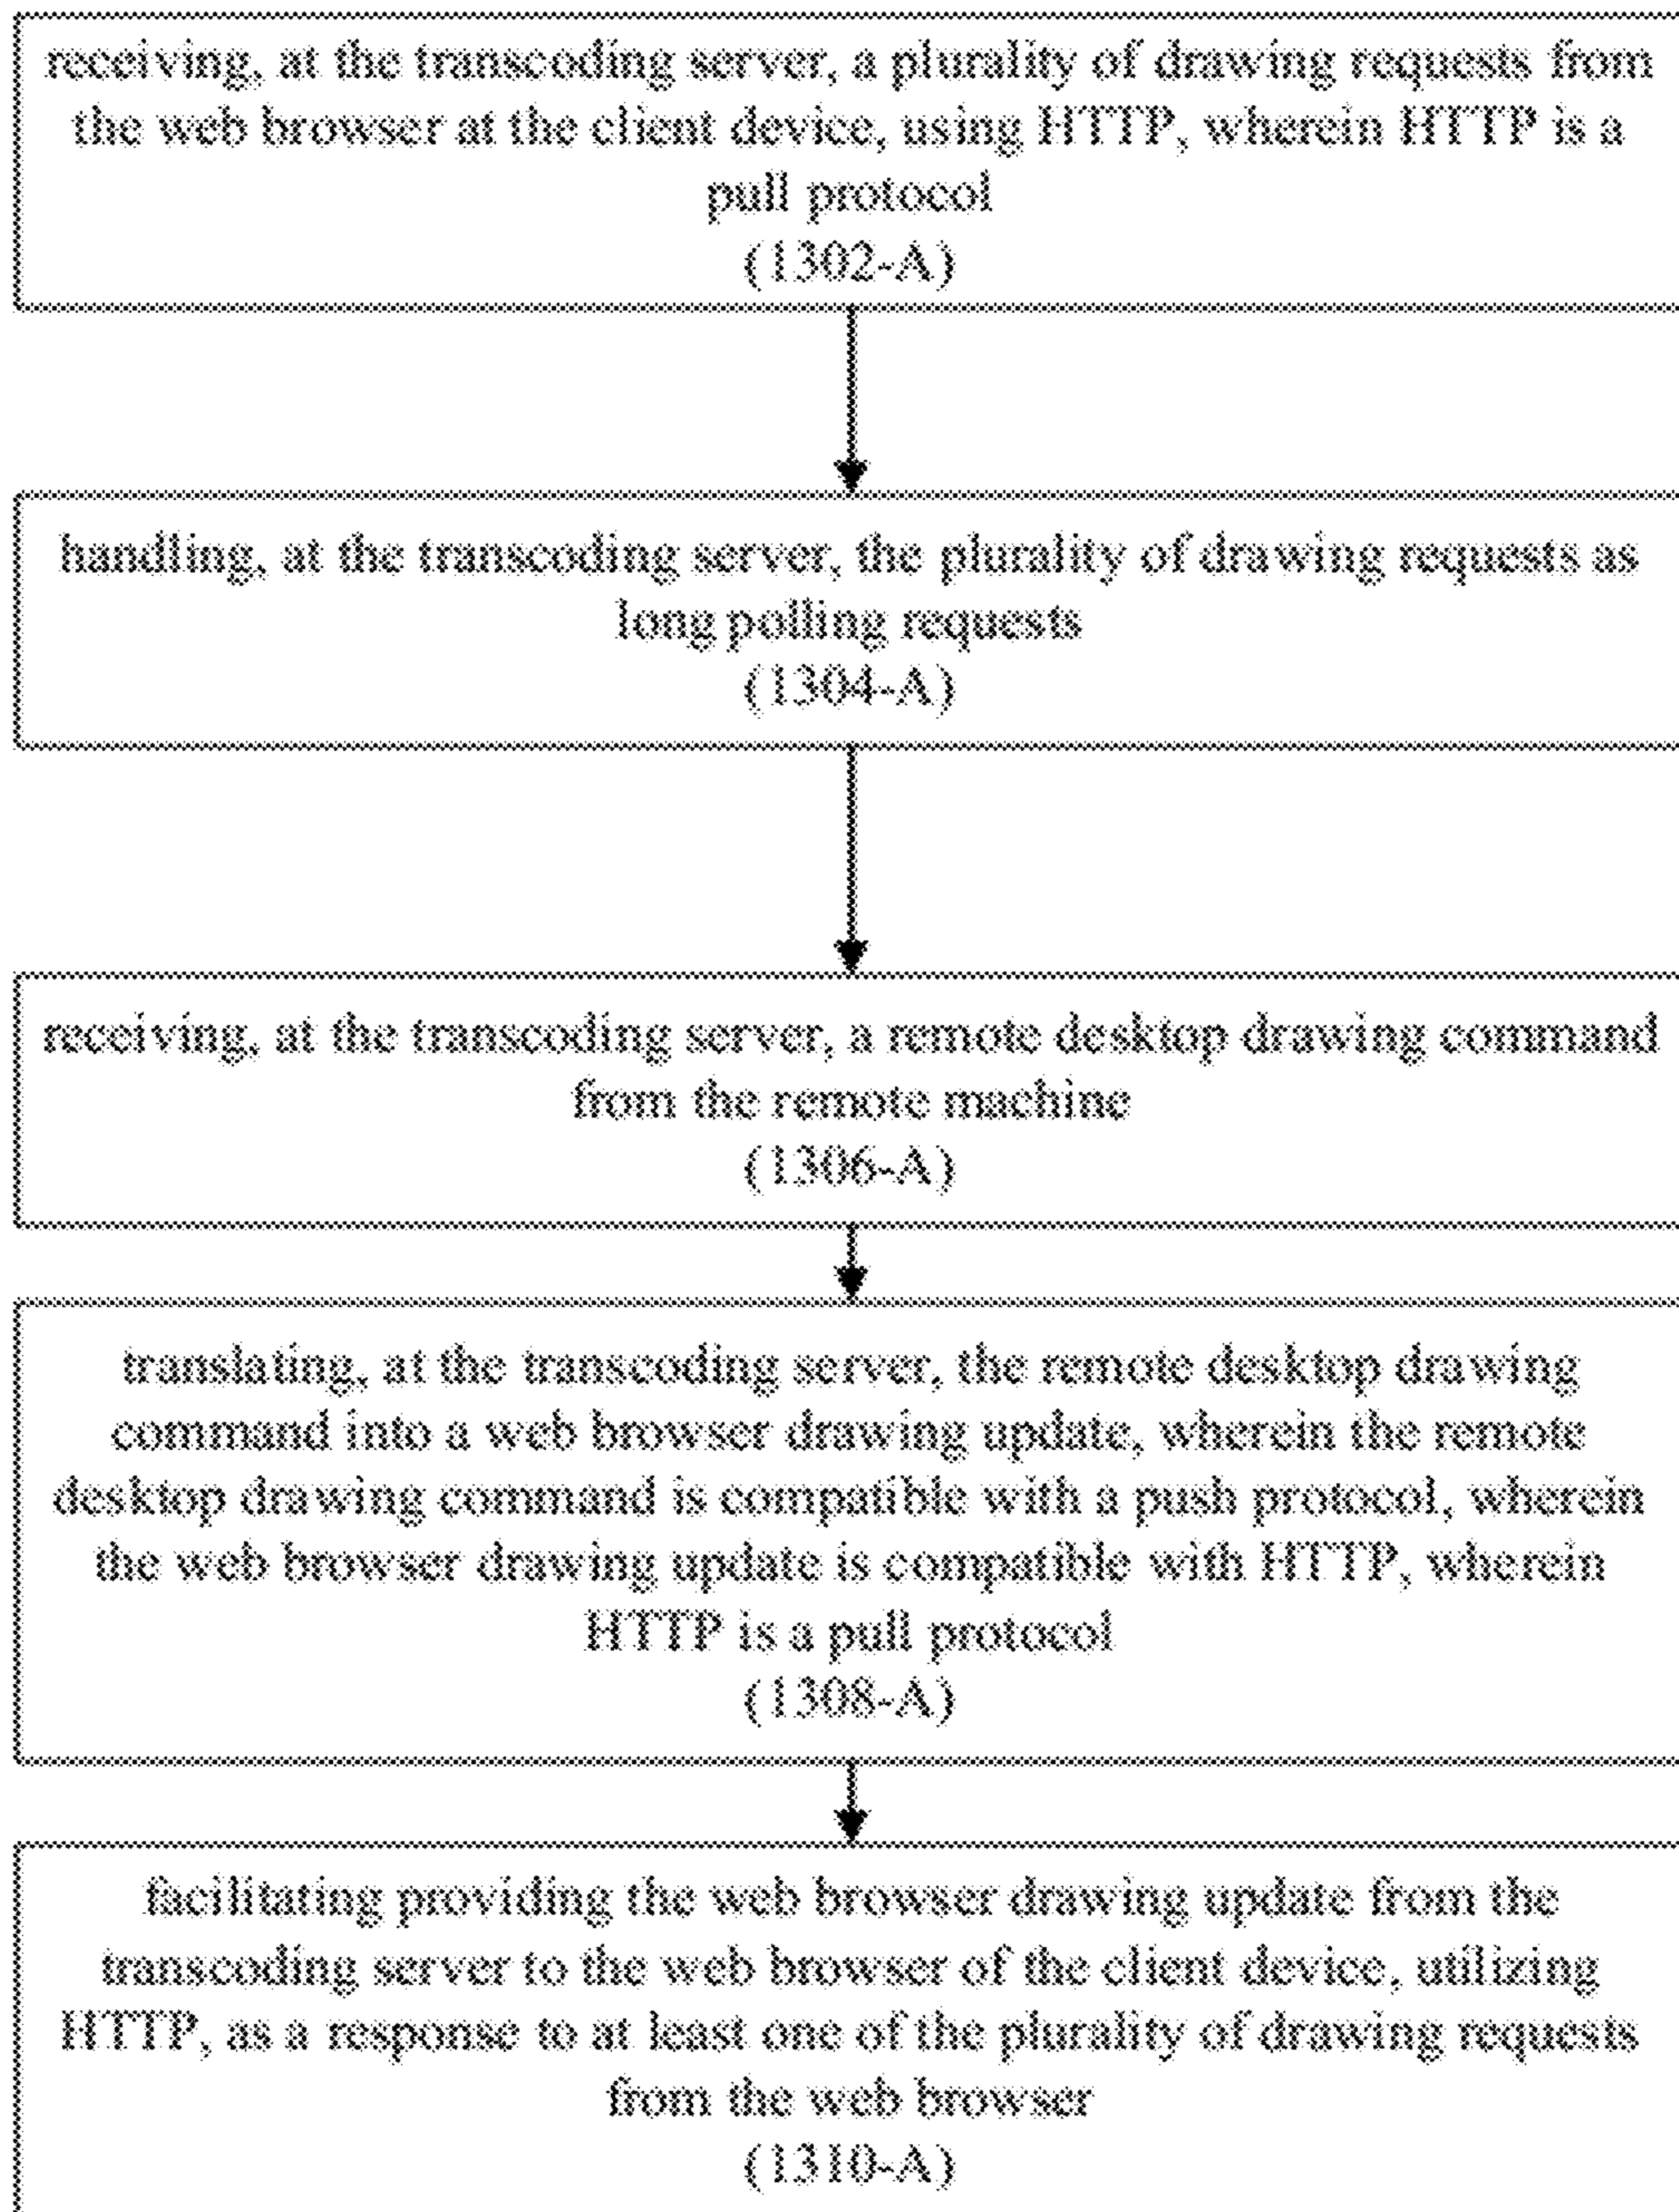 receiving, at the transcoding server, a plurality of drawing requests from
the web browser at the client device, using HTTP, wherein HTTP is a
pull protocol
(1302-A)
handling, at the transcoding server, the plurality of drawing requests as
long polling requests
(1304-A)
receiving, at the transcoding server, a remote desktop drawing command
from the remote machine
(1306-A)
translating, at the transcoding server, the remote desktop drawing
command into a web browser drawing update, wherein the remote
desktop drawing command is compatible with a push protocol, wherein
the web browser drawing update is compatible with HTTP, wherein
HTTP is a pull protocol
(1308-A)
facilitating providing the web browser drawing update from the
transcoding server to the web browser of the client device, utilizing
HTTP, as a response to at least one of the plurality of drawing requests
from the web browser
(1310-A)